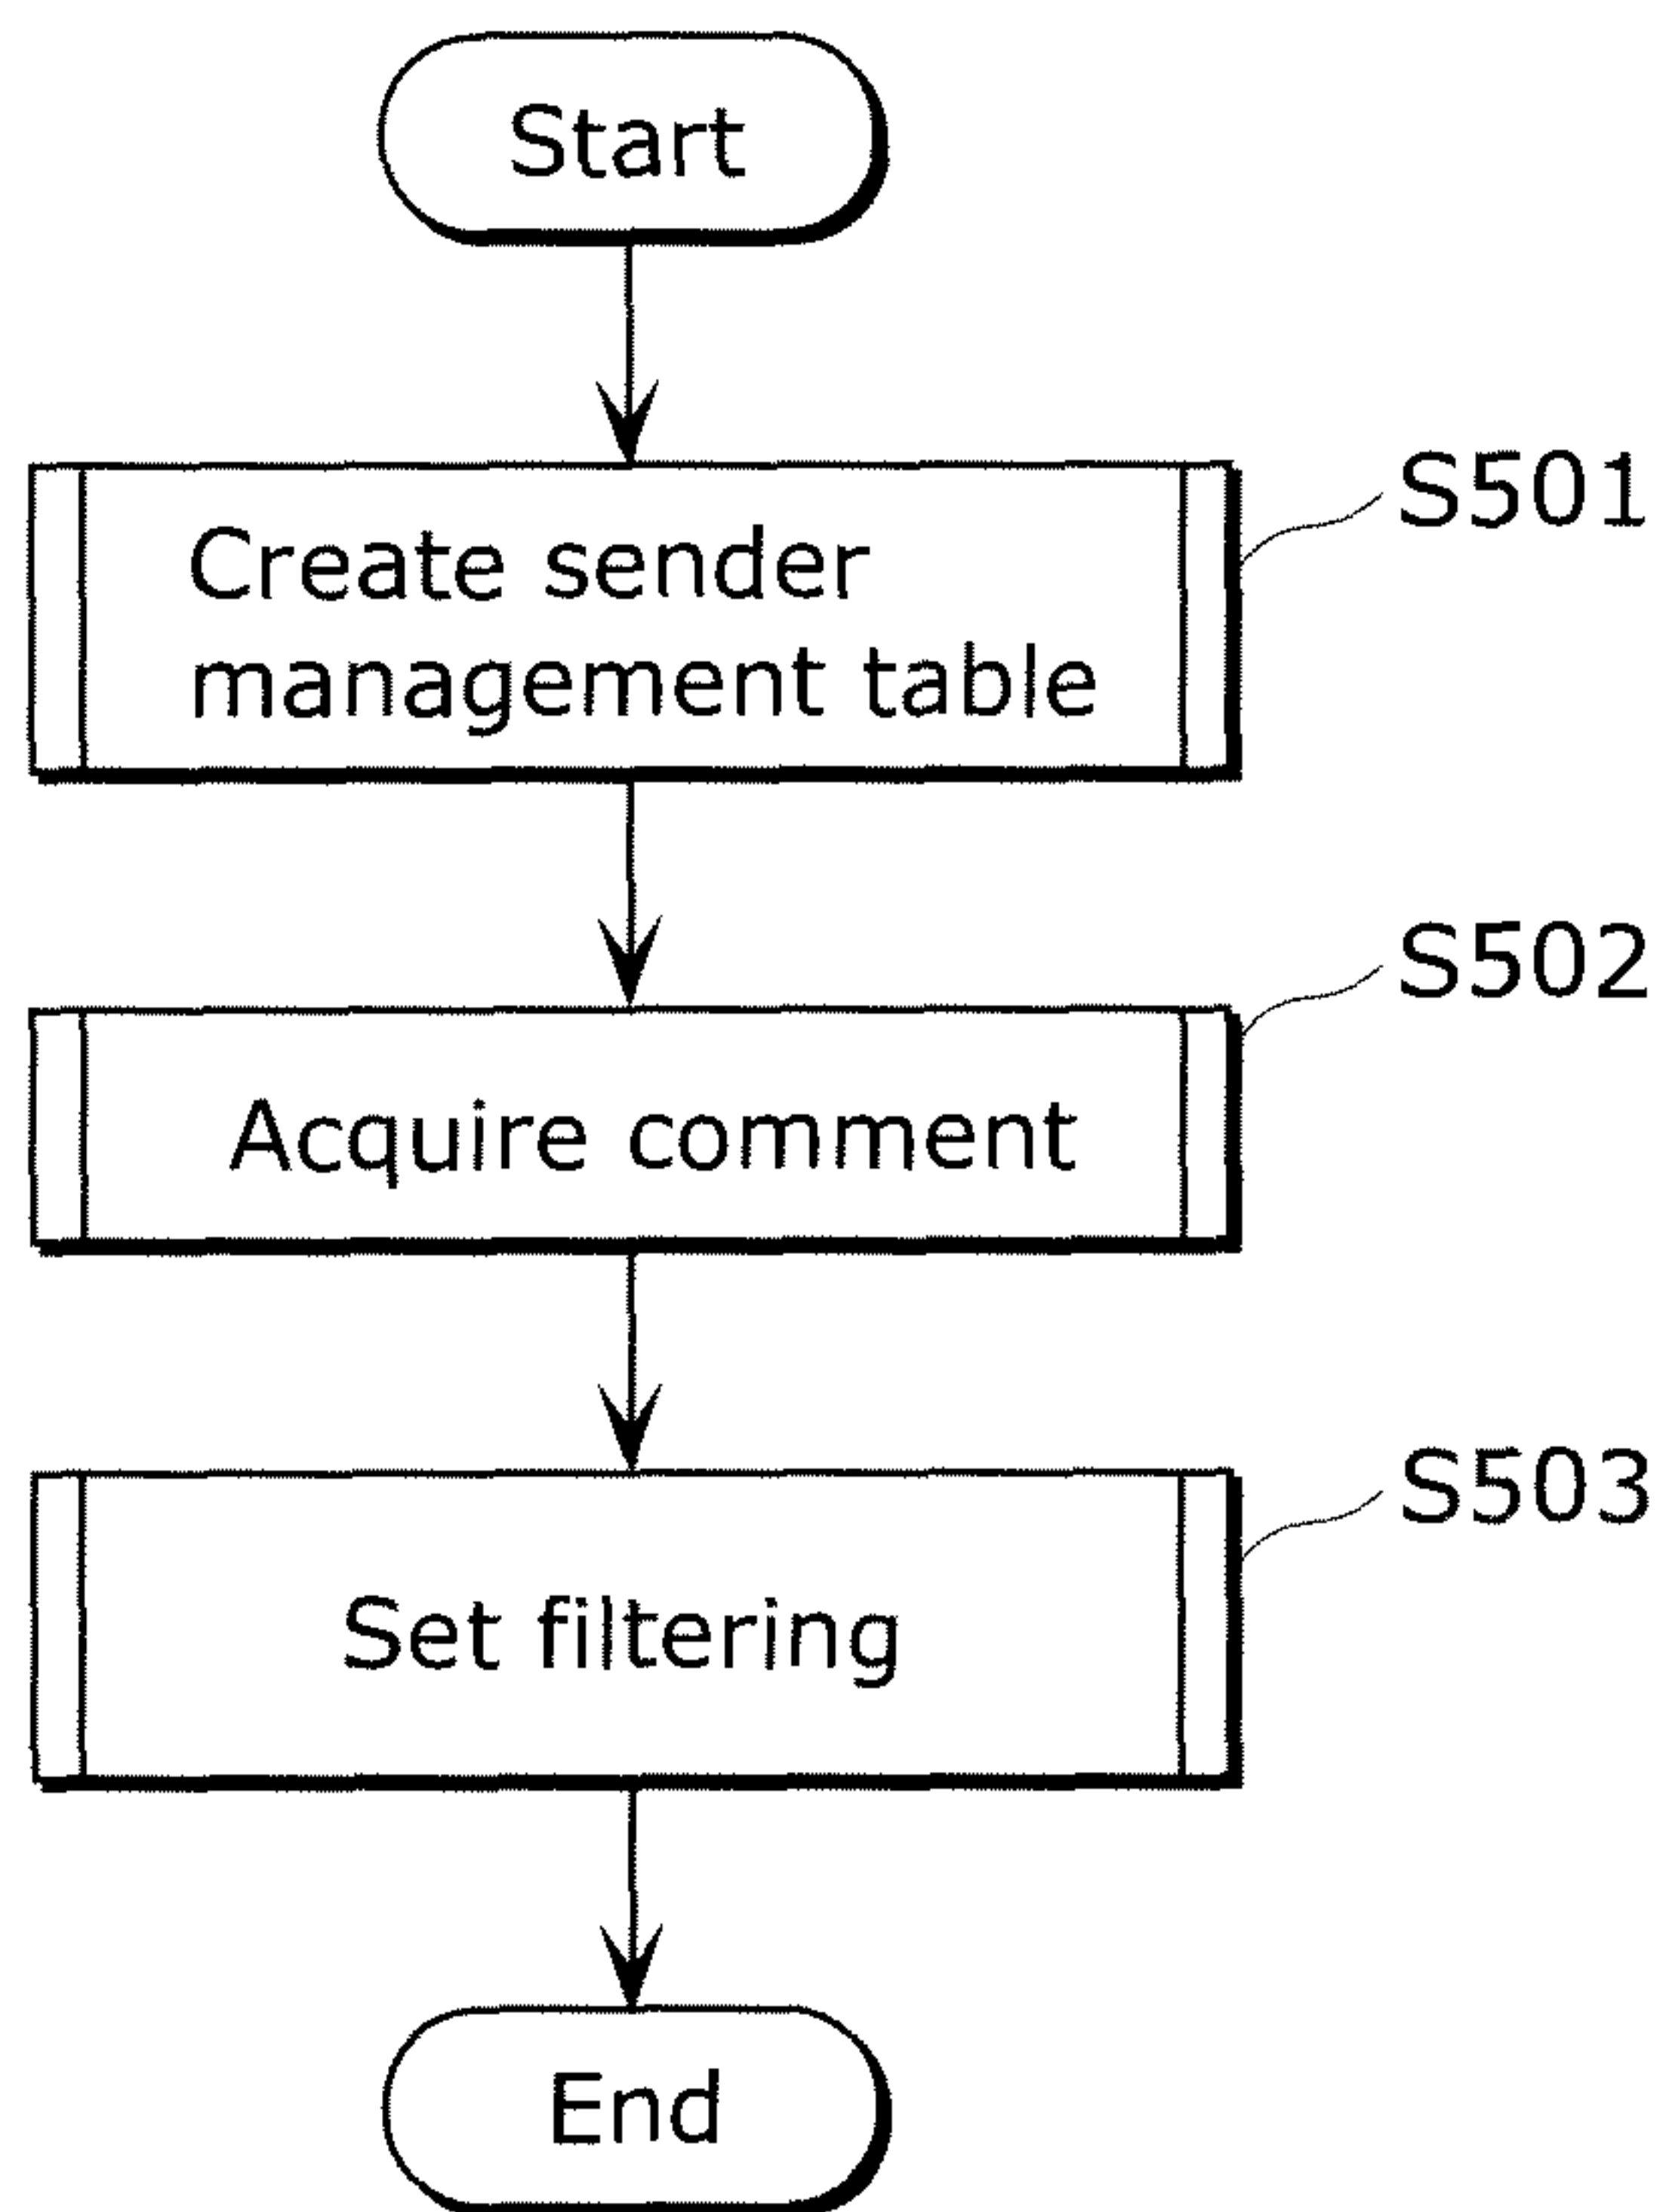 Start
S501
Create sender
management table
S502
Acquire comment
S503
Set filtering
End